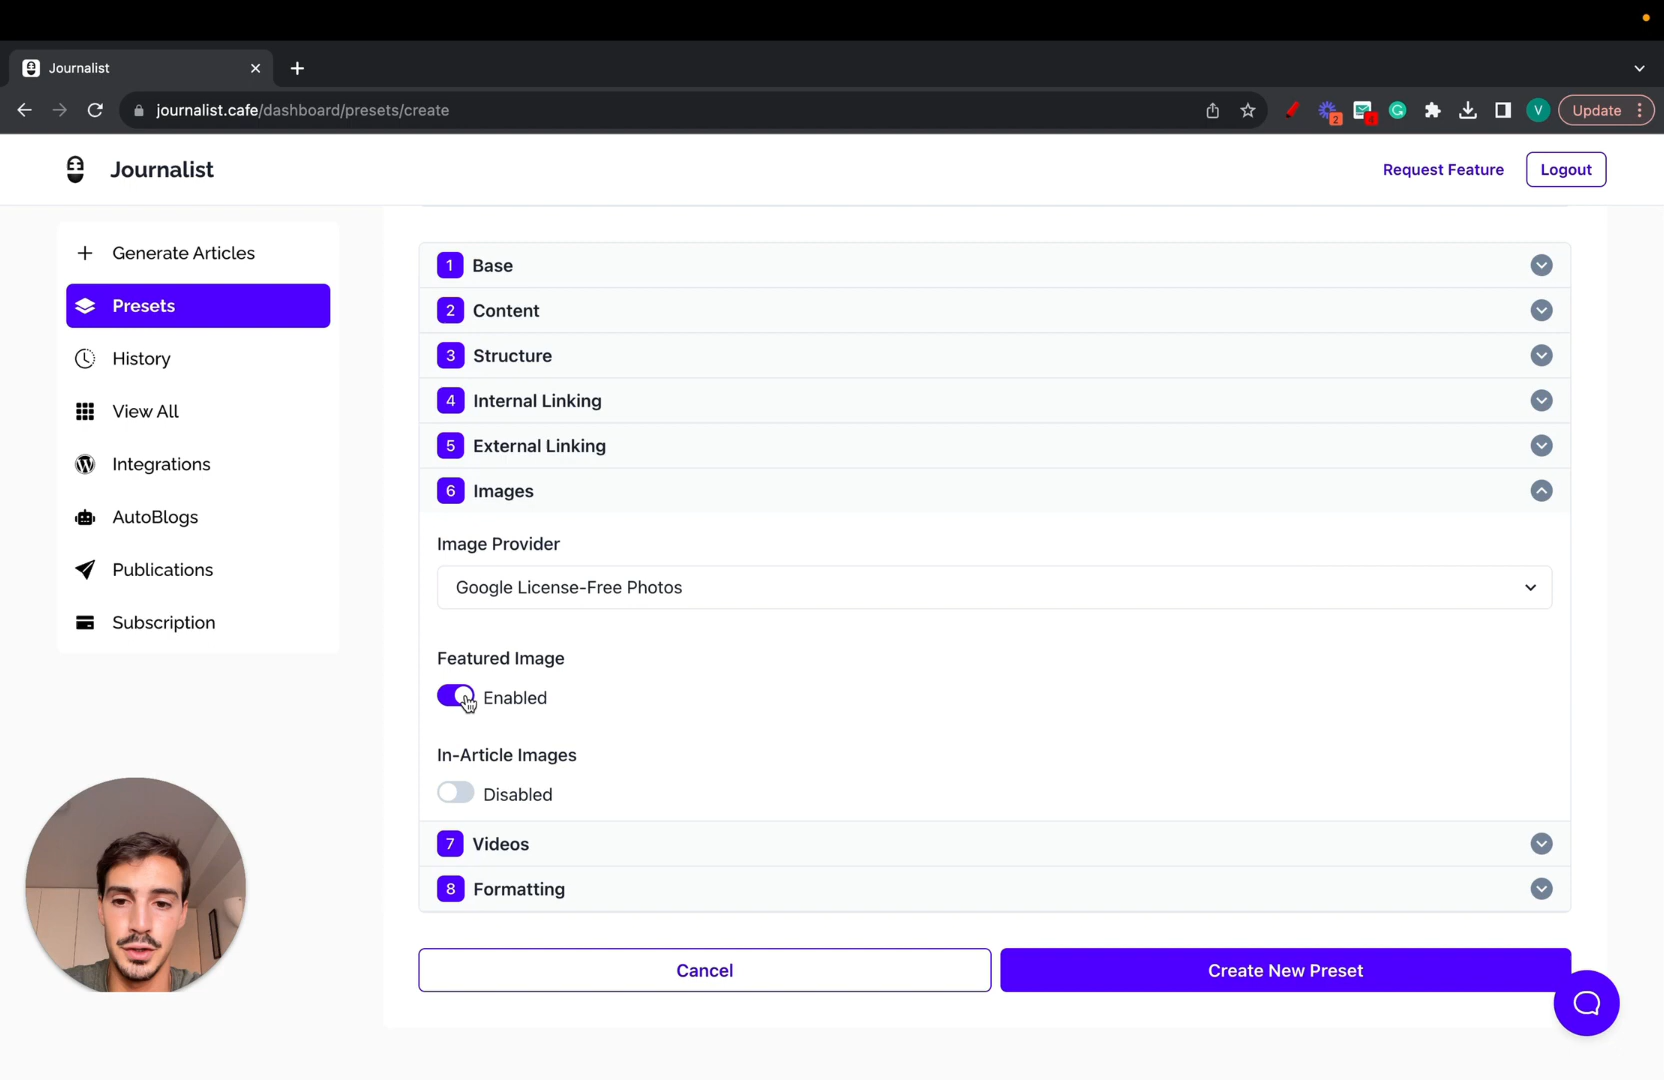 Journalist
journalist.cafe/dashboard/presets/create
2
6
V
Update
Journalist
Request Feature
Logout
Generate Articles
Presets
History
View All
Integrations
AutoBlogs
Publications
Subscription
1 Base
2 Content
3 Structure
4 Internal Linking
5 External Linking
6 Images
Image Provider
Google License-Free Photos
Featured Image
Enabled
In-Article Images
Disabled
7 Videos
8 Formatting
Cancel
Create New Preset